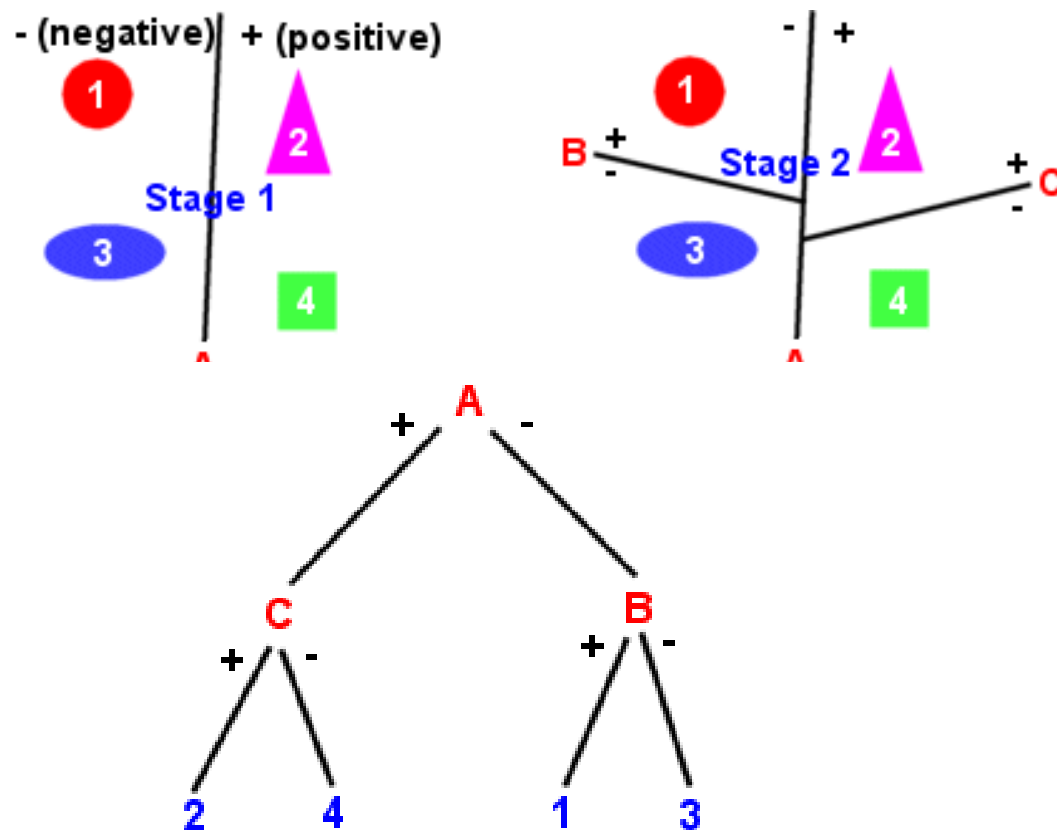 - (negative) + (positive)
1
2
Stage 1
3
4
A
- +
1
B + -
Stage 2
2
+ - C
3
4
A
A
+ -
C B
+ - + -
2 4 1 3